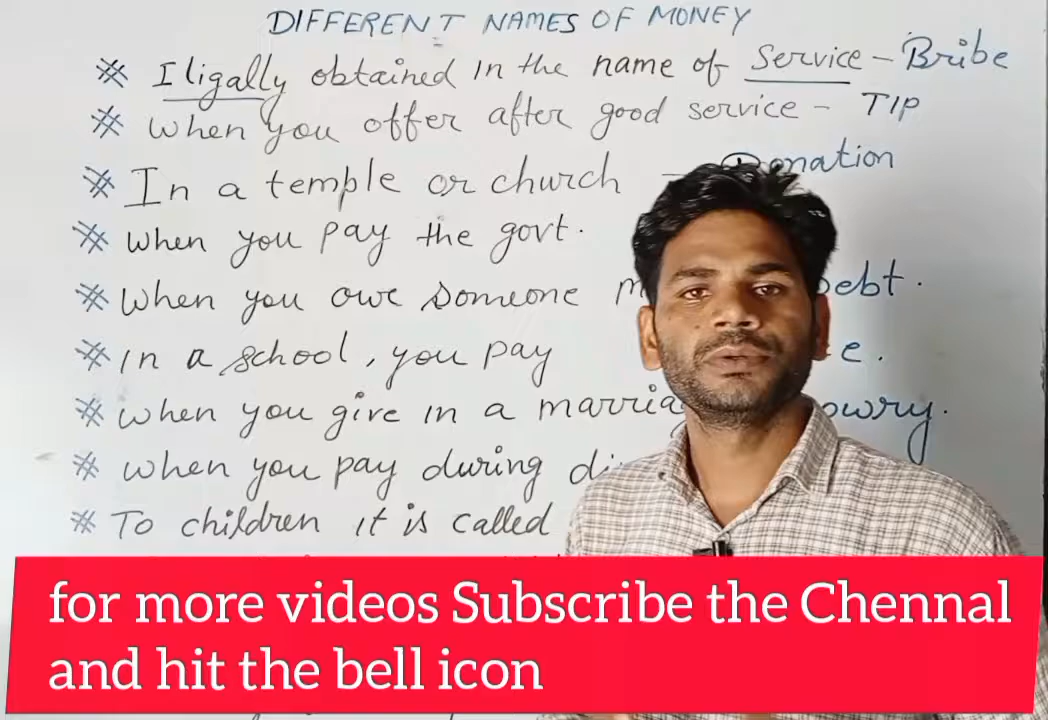 DIFFERENT NAMES OF MONEY
* Iligally obtained in the name of Service - Bribe
* When you offer after good service - TIP
* In a temple or church - Donation
* When you pay the govt.
* When you owe someone
* In a school, you pay
* When you give in a
* When you pay during
* To children it is called
for more videos Subscribe the Chennal
and hit the bell icon